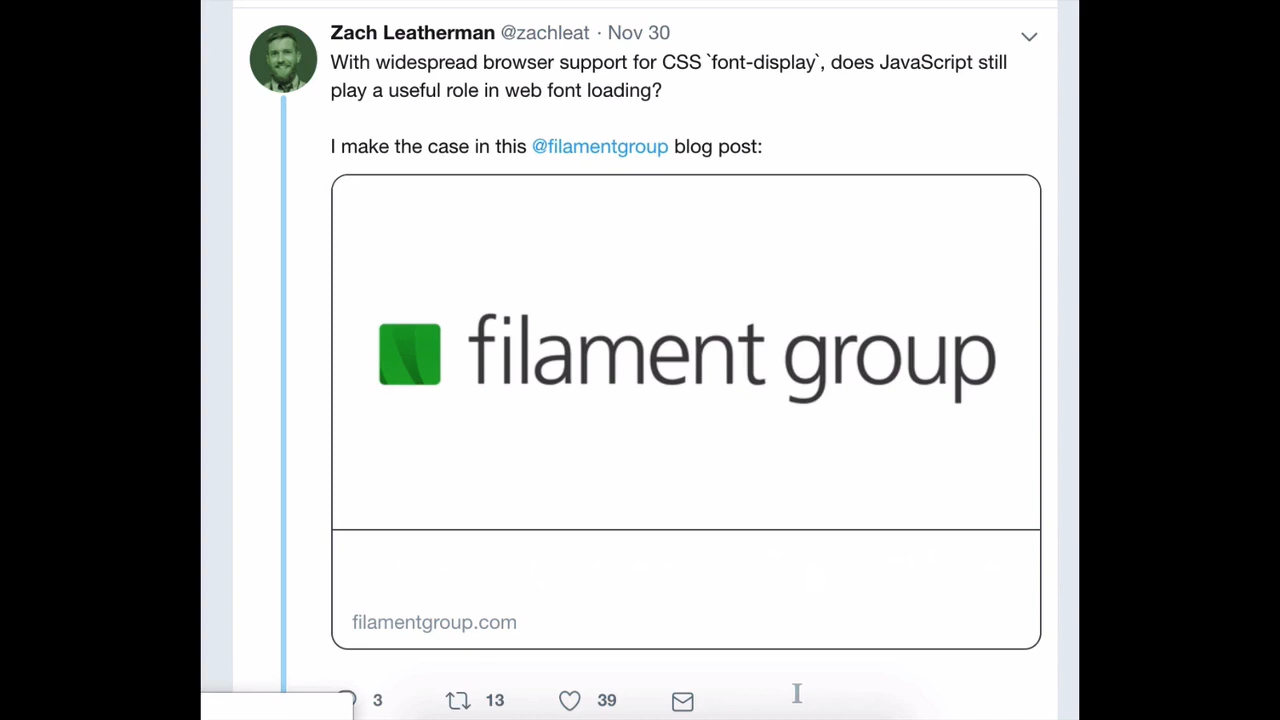 Zach Leatherman @zachleat · Nov 30
With widespread browser support for CSS `font-display`, does JavaScript still
play a useful role in web font loading?
I make the case in this @filamentgroup blog post:
filament group
filamentgroup.com
3 13 39